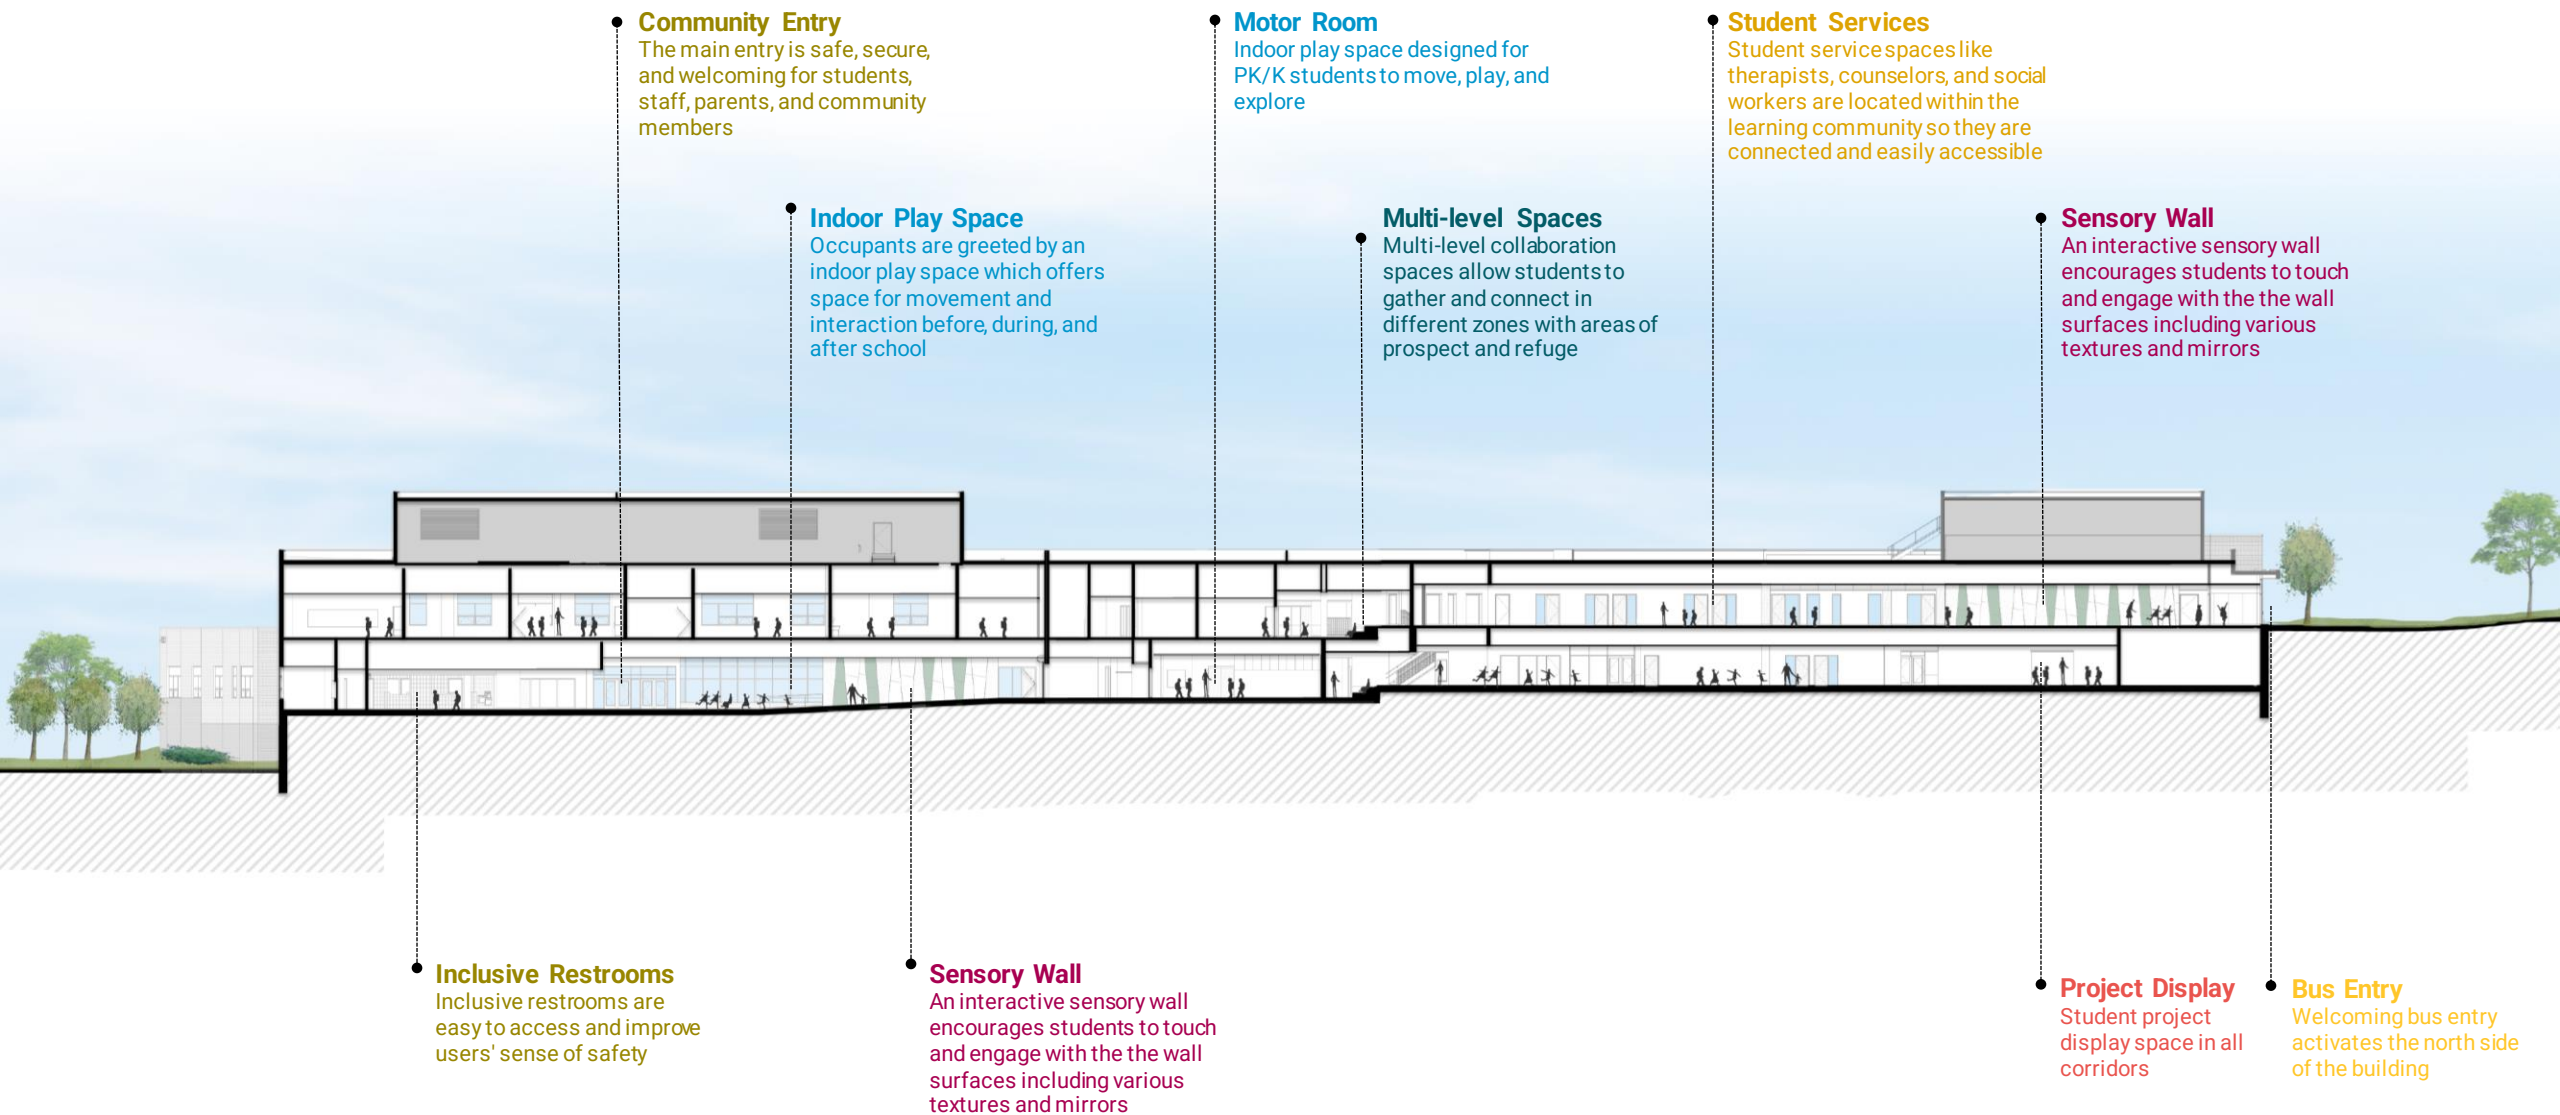 Community Entry
The main entry is safe, secure,
and welcoming for students,
staff, parents, and community
members
Motor Room
Indoor play space designed for
PK/K students to move, play, and
explore
Student Services
Student service spaces like
therapists, counselors, and social
workers are located within the
learning community so they are
connected and easily accessible
Indoor Play Space
Occupants are greeted by an
indoor play space which offers
space for movement and
interaction before, during, and
after school
Multi-level Spaces
Multi-level collaboration
spaces allow students to
gather and connect in
different zones with areas of
prospect and refuge
Sensory Wall
An interactive sensory wall
encourages students to touch
and engage with the the wall
surfaces including various
textures and mirrors
Inclusive Restrooms
Inclusive restrooms are
easy to access and improve
users' sense of safety
Sensory Wall
An interactive sensory wall
encourages students to touch
and engage with the the wall
surfaces including various
textures and mirrors
Project Display
Student project
display space in all
corridors
Bus Entry
Welcoming bus entry
activates the north side
of the building